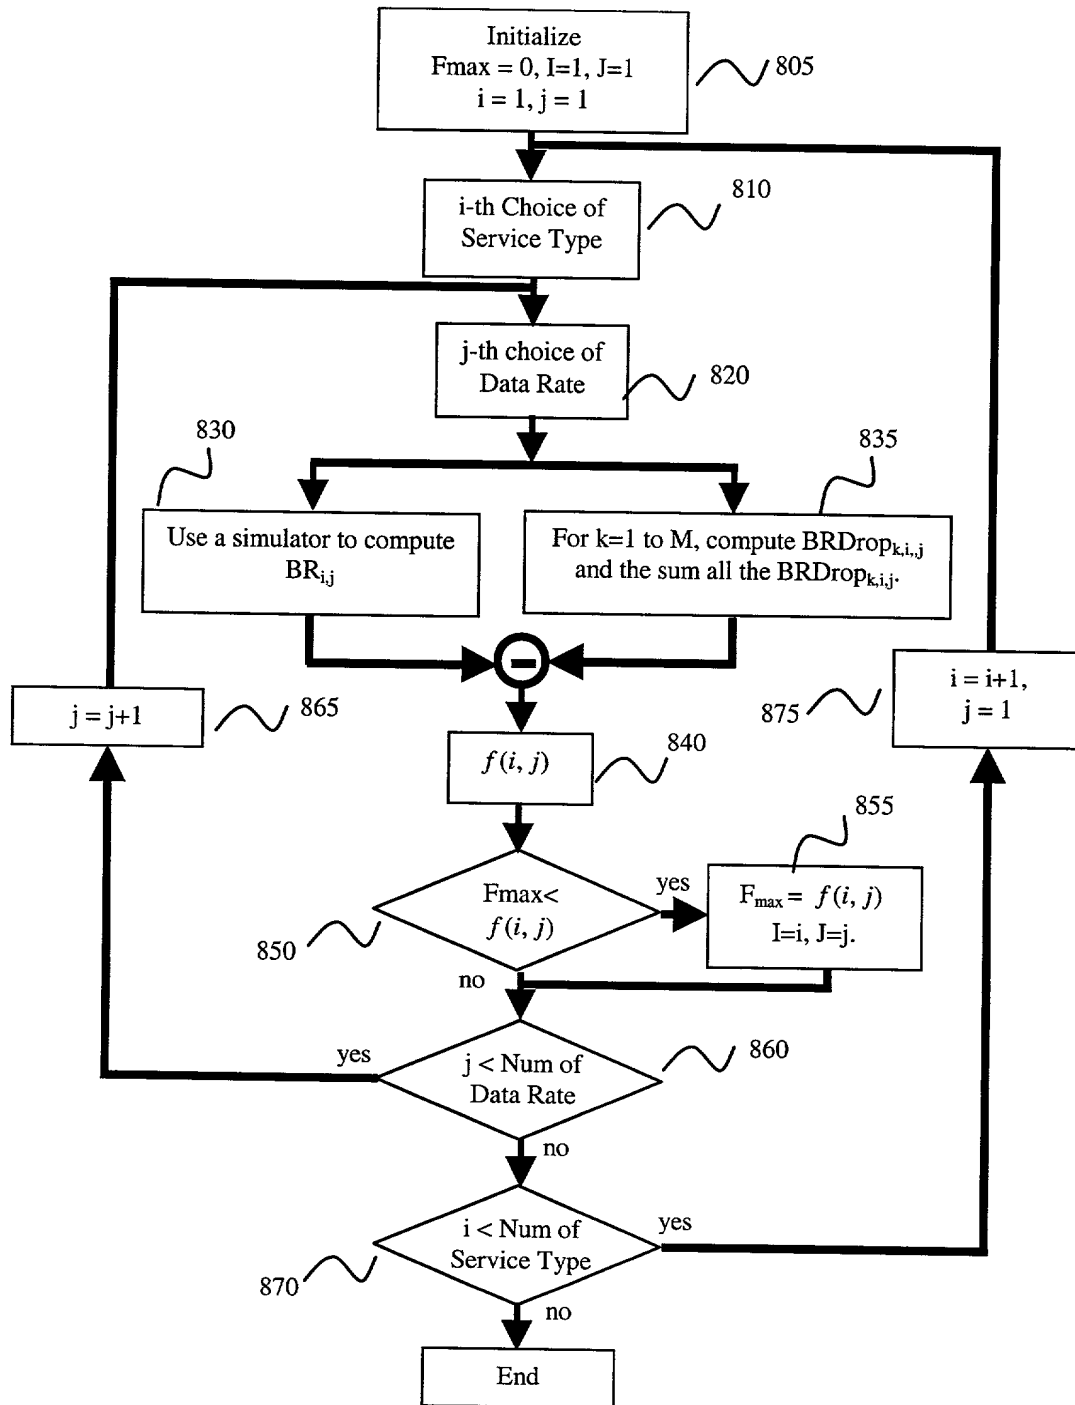 Initialize
Fmax = 0, I=1, J=1
i = 1, j = 1
805
i-th Choice of
Service Type
810
j-th choice of
Data Rate
820
830
835
Use a simulator to compute
BRi,j
For k=1 to M, compute BRDropk,i,,j
and the sum all the BRDropk,i,j.
j = j+1
865
875
i = i+1,
j = 1
f(i, j)
840
855
Fmax<
f(i, j)
850
yes
Fmax = f(i, j)
I=i, J=j.
no
yes
j < Num of
Data Rate
860
no
i < Num of
Service Type
yes
870
no
End